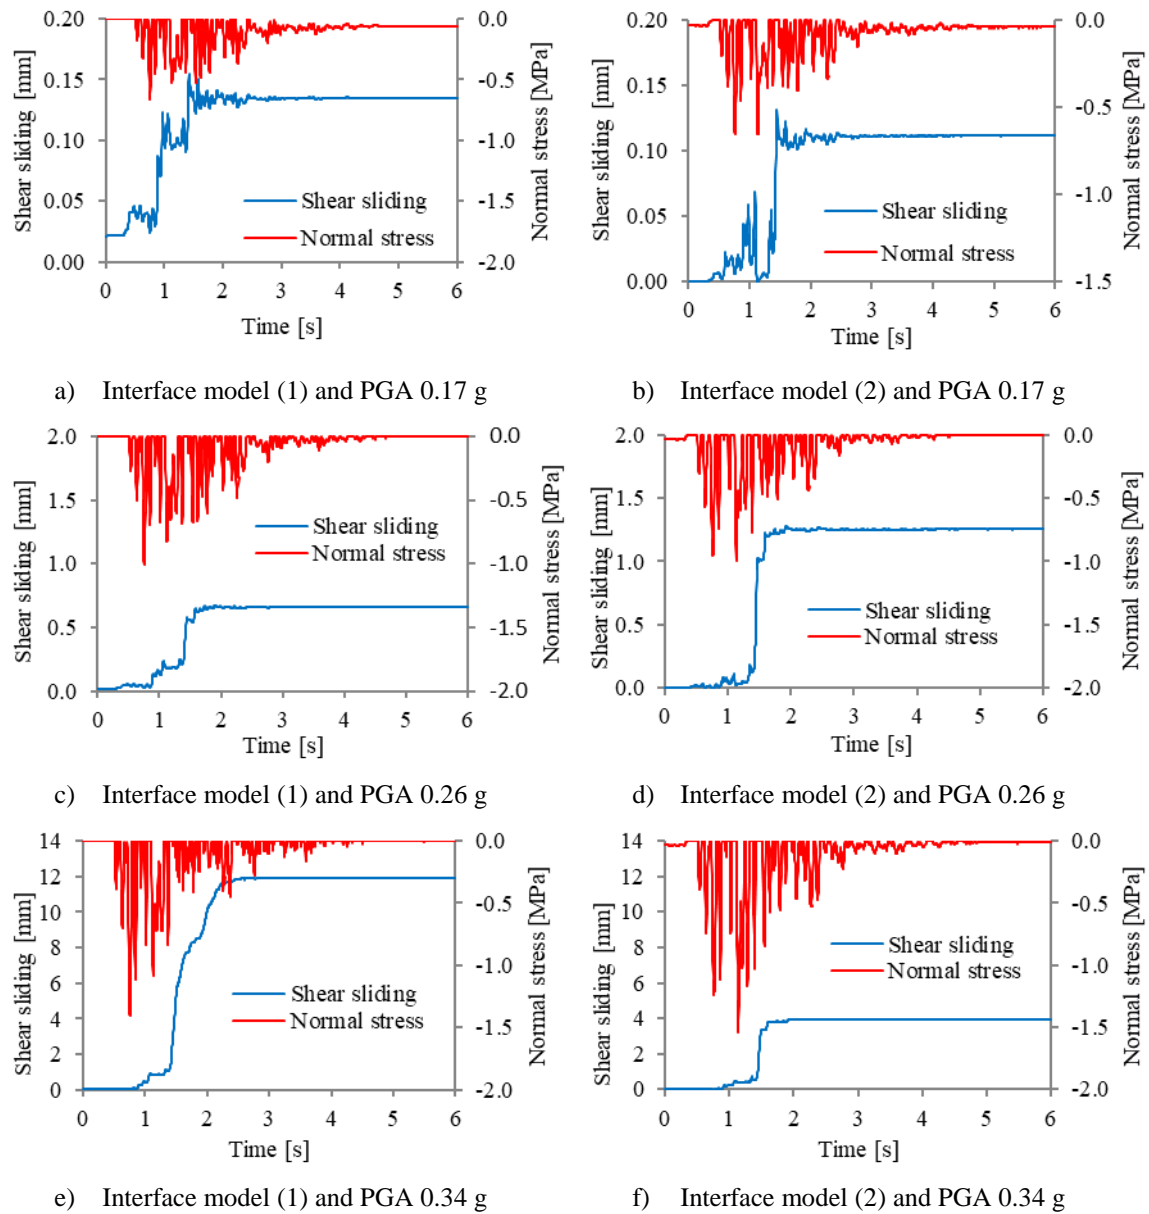 0.20
0.15
0.10
0.05
0.00
Shear sliding [mm]
0.0
-0.5
-1.0
-1.5
-2.0
Normal stress [MPa]
Shear sliding
Normal stress
0 1 2 3 4 5 6
Time [s]
a) Interface model (1) and PGA 0.17 g
0.20
0.15
0.10
0.05
0.00
Shear sliding [mm]
0.0
-0.5
-1.0
-1.5
Normal stress [MPa]
Shear sliding
Normal stress
0 1 2 3 4 5 6
Time [s]
b) Interface model (2) and PGA 0.17 g
2.0
1.5
1.0
0.5
0.0
Shear sliding [mm]
0.0
-0.5
-1.0
-1.5
-2.0
Normal stress [MPa]
Shear sliding
Normal stress
0 1 2 3 4 5 6
Time [s]
c) Interface model (1) and PGA 0.26 g
2.0
1.5
1.0
0.5
0.0
Shear sliding [mm]
0.0
-0.5
-1.0
-1.5
-2.0
Normal stress [MPa]
Shear sliding
Normal stress
0 1 2 3 4 5 6
Time [s]
d) Interface model (2) and PGA 0.26 g
14
12
10
8
6
4
2
0
Shear sliding [mm]
0.0
-0.5
-1.0
-1.5
-2.0
Normal stress [MPa]
Shear sliding
Normal stress
0 1 2 3 4 5 6
Time [s]
e) Interface model (1) and PGA 0.34 g
14
12
10
8
6
4
2
0
Shear sliding [mm]
0.0
-0.5
-1.0
-1.5
-2.0
Normal stress [MPa]
Shear sliding
Normal stress
0 1 2 3 4 5 6
Time [s]
f) Interface model (2) and PGA 0.34 g